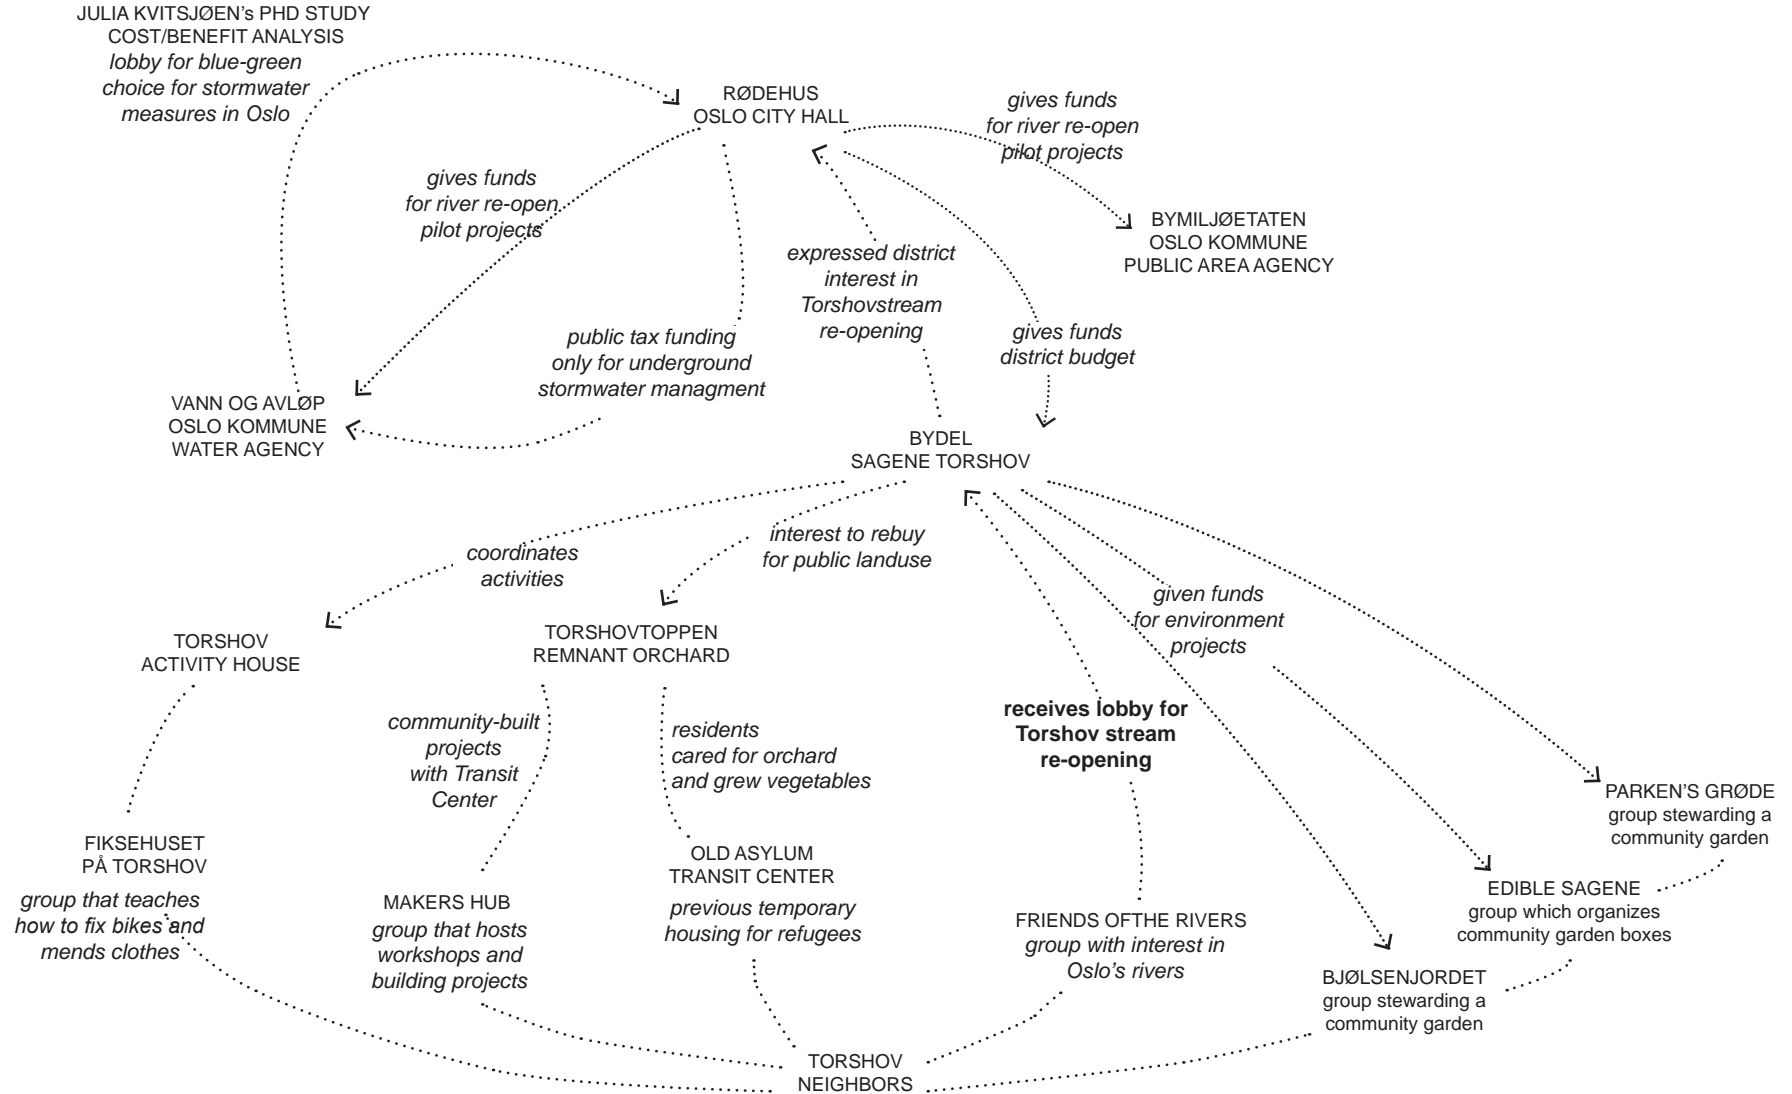 JULIA KVITSJØEN's PHD STUDY
COST/BENEFIT ANALYSIS
lobby for blue-green
choice for stormwater
measures in Oslo
RØDEHUS
OSLO CITY HALL
gives funds
for river re-open
pilot projects
gives funds
for river re-open
pilot projects
BYMILJØETATEN
OSLO KOMMUNE
PUBLIC AREA AGENCY
expressed district
interest in
Torshovstream
re-opening
public tax funding
only for underground
stormwater managment
gives funds
district budget
VANN OG AVLØP
OSLO KOMMUNE
WATER AGENCY
BYDEL
SAGENE TORSHOV
coordinates
activities
interest to rebuy
for public landuse
given funds
for environment
projects
TORSHOV
ACTIVITY HOUSE
TORSHOVTOPPEN
REMNANT ORCHARD
community-built
projects
with Transit
Center
residents
cared for orchard
and grew vegetables
receives lobby for
Torshov stream
re-opening
PARKEN'S GRØDE
group stewarding a
community garden
FIKSEHUSET
PÅ TORSHOV
group that teaches
how to fix bikes and
mends clothes
MAKERS HUB
group that hosts
workshops and
building projects
OLD ASYLUM
TRANSIT CENTER
previous temporary
housing for refugees
FRIENDS OFTHE RIVERS
group with interest in
Oslo's rivers
EDIBLE SAGENE
group which organizes
community garden boxes
BJØLSENJORDET
group stewarding a
community garden
TORSHOV
NEIGHBORS